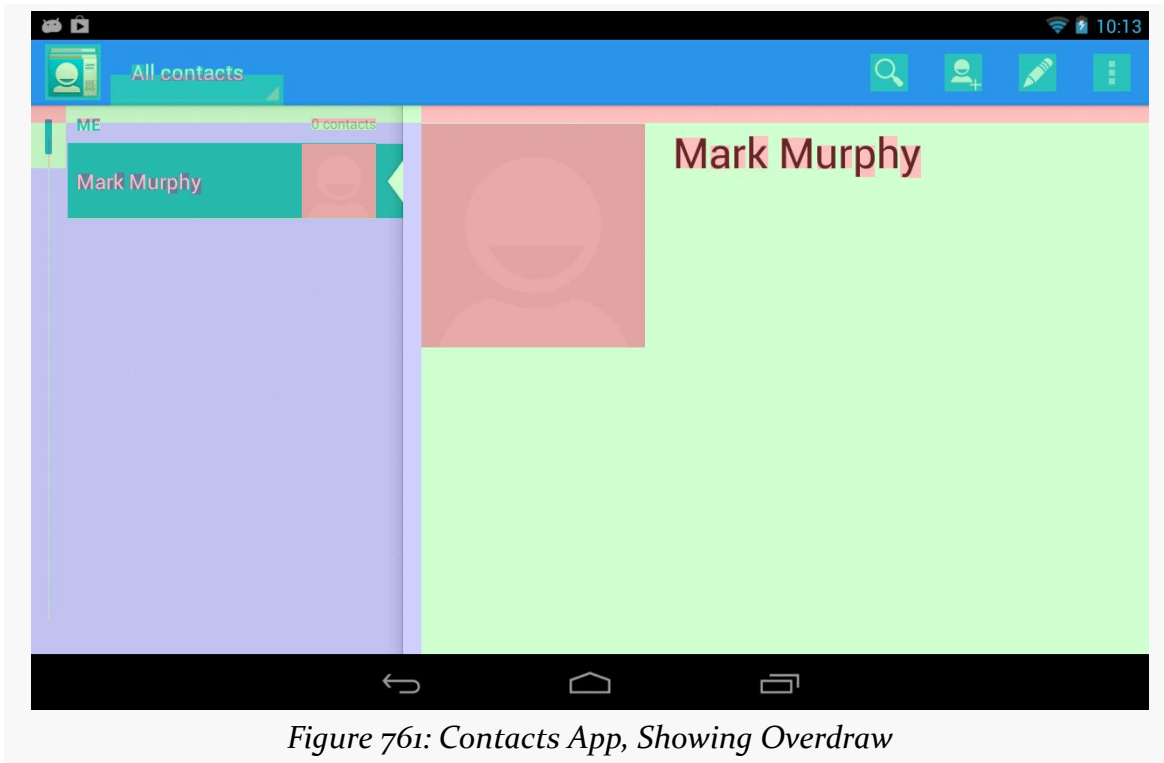 10:13
All contacts
ME 0 contacts
Mark Murphy
Mark Murphy
Figure 761: Contacts App, Showing Overdraw